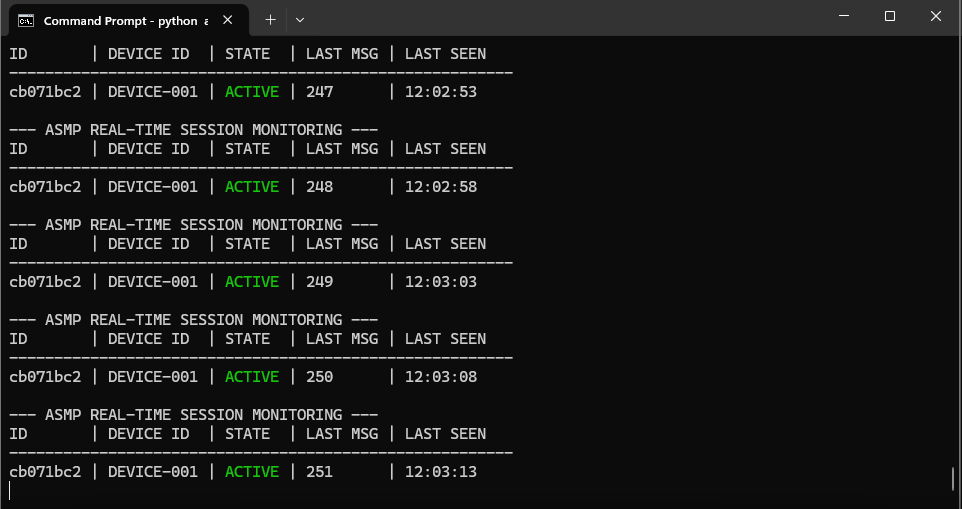 Command Prompt - python a
ID       | DEVICE ID  | STATE  | LAST MSG | LAST SEEN
--------------------------------------------------------
cb071bc2 | DEVICE-001 | ACTIVE | 247      | 12:02:53
--- ASMP REAL-TIME SESSION MONITORING ---
ID       | DEVICE ID  | STATE  | LAST MSG | LAST SEEN
--------------------------------------------------------
cb071bc2 | DEVICE-001 | ACTIVE | 248      | 12:02:58
--- ASMP REAL-TIME SESSION MONITORING ---
ID       | DEVICE ID  | STATE  | LAST MSG | LAST SEEN
--------------------------------------------------------
cb071bc2 | DEVICE-001 | ACTIVE | 249      | 12:03:03
--- ASMP REAL-TIME SESSION MONITORING ---
ID       | DEVICE ID  | STATE  | LAST MSG | LAST SEEN
--------------------------------------------------------
cb071bc2 | DEVICE-001 | ACTIVE | 250      | 12:03:08
--- ASMP REAL-TIME SESSION MONITORING ---
ID       | DEVICE ID  | STATE  | LAST MSG | LAST SEEN
--------------------------------------------------------
cb071bc2 | DEVICE-001 | ACTIVE | 251      | 12:03:13